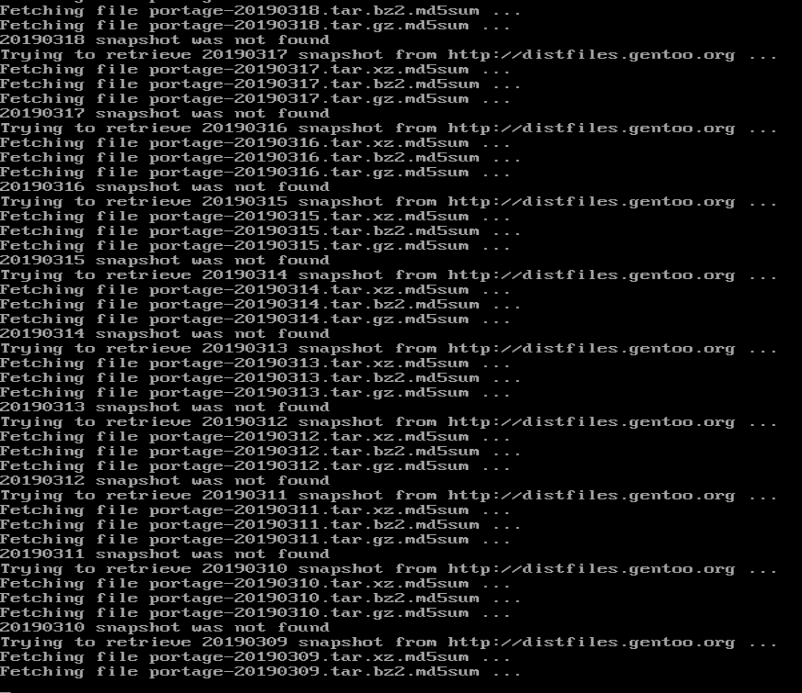 Fetching file portage-20190318.tar.bz2.md5sum ...
Fetching file portage-20190318.tar.gz.md5sum ...
20190318 snapshot was not found
Trying to retrieve 20190317 snapshot from http://distfiles.gentoo.org ...
Fetching file portage-20190317.tar.xz.md5sum ...
Fetching file portage-20190317.tar.bz2.md5sum ...
Fetching file portage-20190317.tar.gz.md5sum ...
20190317 snapshot was not found
Trying to retrieve 20190316 snapshot from http://distfiles.gentoo.org ...
Fetching file portage-20190316.tar.xz.md5sum ...
Fetching file portage-20190316.tar.bz2.md5sum ...
Fetching file portage-20190316.tar.gz.md5sum ...
20190316 snapshot was not found
Trying to retrieve 20190315 snapshot from http://distfiles.gentoo.org ...
Fetching file portage-20190315.tar.xz.md5sum ...
Fetching file portage-20190315.tar.bz2.md5sum ...
Fetching file portage-20190315.tar.gz.md5sum ...
20190315 snapshot was not found
Trying to retrieve 20190314 snapshot from http://distfiles.gentoo.org ...
Fetching file portage-20190314.tar.xz.md5sum ...
Fetching file portage-20190314.tar.bz2.md5sum ...
Fetching file portage-20190314.tar.gz.md5sum ...
20190314 snapshot was not found
Trying to retrieve 20190313 snapshot from http://distfiles.gentoo.org ...
Fetching file portage-20190313.tar.xz.md5sum ...
Fetching file portage-20190313.tar.bz2.md5sum ...
Fetching file portage-20190313.tar.gz.md5sum ...
20190313 snapshot was not found
Trying to retrieve 20190312 snapshot from http://distfiles.gentoo.org ...
Fetching file portage-20190312.tar.xz.md5sum ...
Fetching file portage-20190312.tar.bz2.md5sum ...
Fetching file portage-20190312.tar.gz.md5sum ...
20190312 snapshot was not found
Trying to retrieve 20190311 snapshot from http://distfiles.gentoo.org ...
Fetching file portage-20190311.tar.xz.md5sum ...
Fetching file portage-20190311.tar.bz2.md5sum ...
Fetching file portage-20190311.tar.gz.md5sum ...
20190311 snapshot was not found
Trying to retrieve 20190310 snapshot from http://distfiles.gentoo.org ...
Fetching file portage-20190310.tar.xz.md5sum ...
Fetching file portage-20190310.tar.bz2.md5sum ...
Fetching file portage-20190310.tar.gz.md5sum ...
20190310 snapshot was not found
Trying to retrieve 20190309 snapshot from http://distfiles.gentoo.org ...
Fetching file portage-20190309.tar.xz.md5sum ...
Fetching file portage-20190309.tar.bz2.md5sum ...